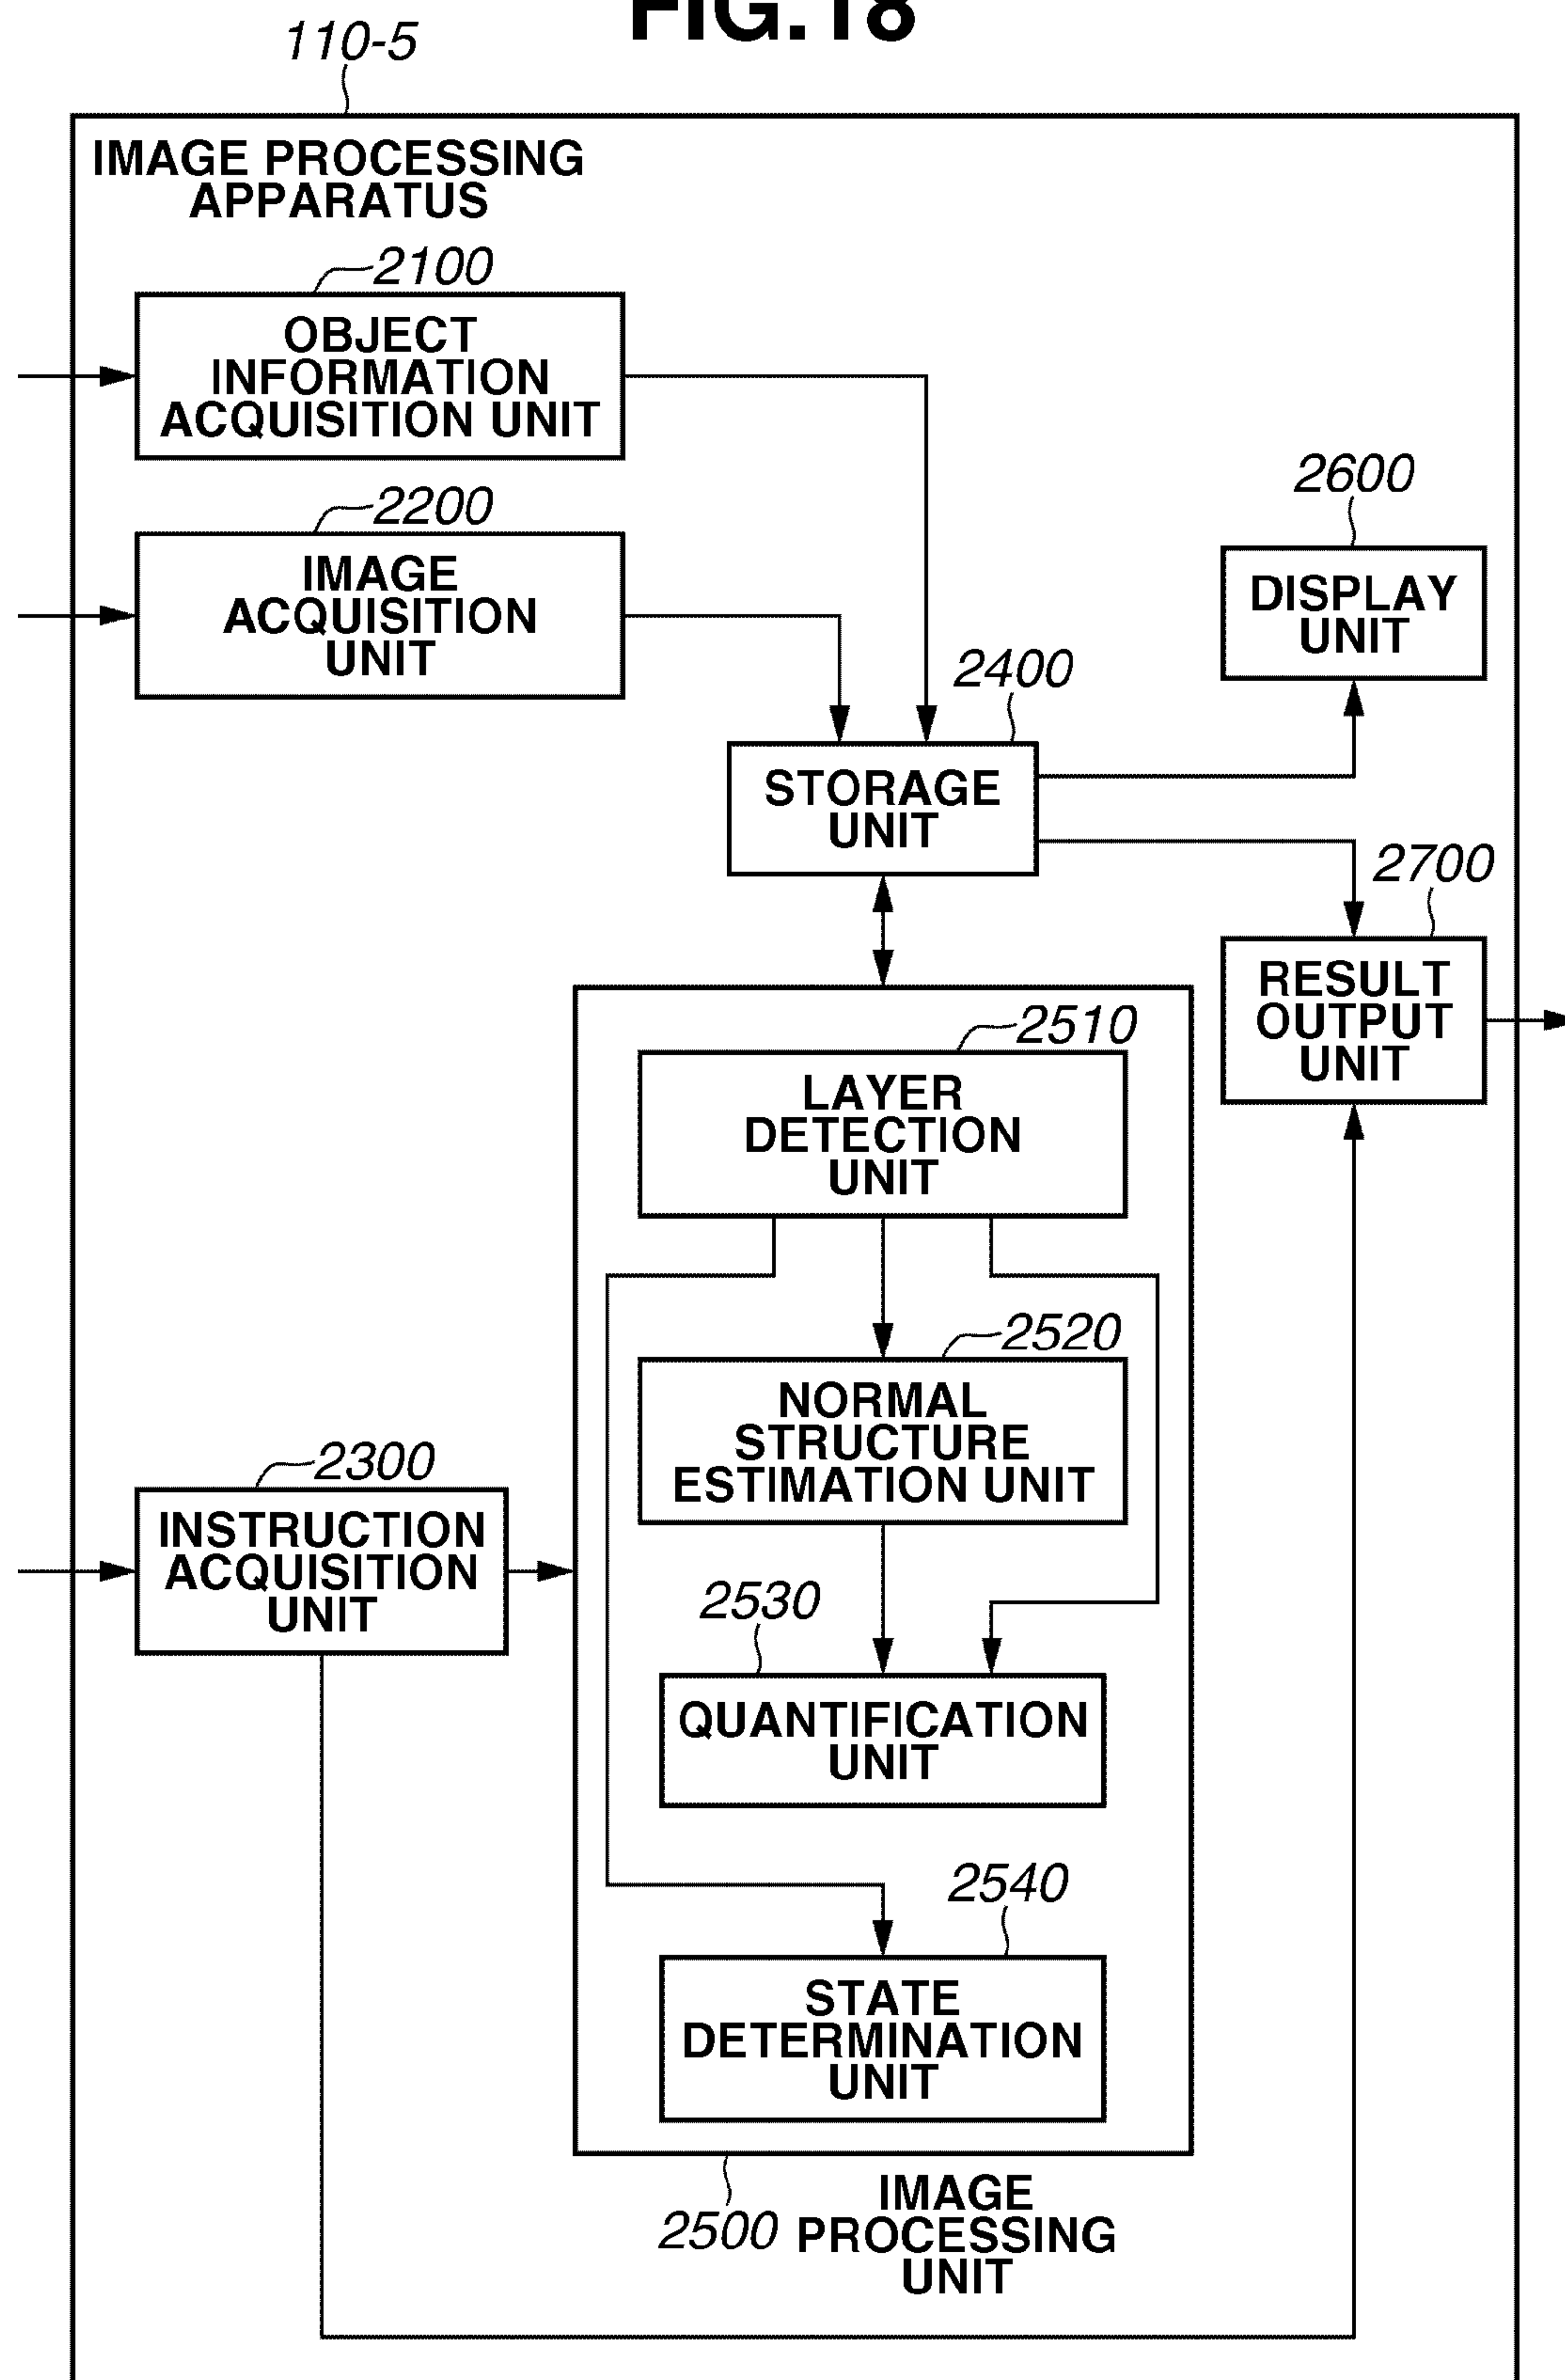 FIG.18
110-5
IMAGE PROCESSING
APPARATUS
2100
OBJECT
INFORMATION
ACQUISITION UNIT
2200
IMAGE
ACQUISITION
UNIT
2600
DISPLAY
UNIT
2400
STORAGE
UNIT
2700
RESULT
OUTPUT
UNIT
2510
LAYER
DETECTION
UNIT
2520
NORMAL
STRUCTURE
ESTIMATION UNIT
2300
INSTRUCTION
ACQUISITION
UNIT
2530
QUANTIFICATION
UNIT
2540
STATE
DETERMINATION
UNIT
2500
IMAGE
PROCESSING
UNIT